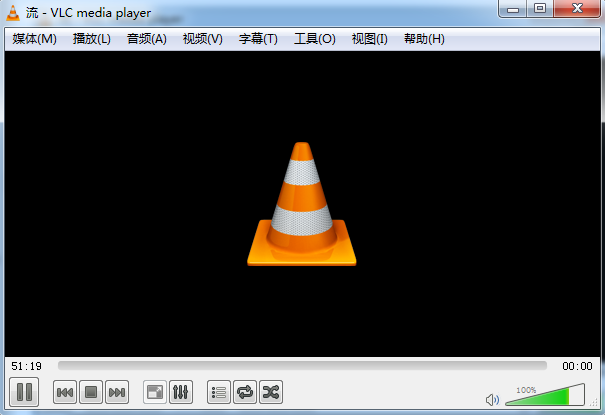 流 - VLC media player
媒体(M) 播放(L) 音频(A) 视频(V) 字幕(T) 工具(O) 视图(I) 帮助(H)
51:19 00:00
100%